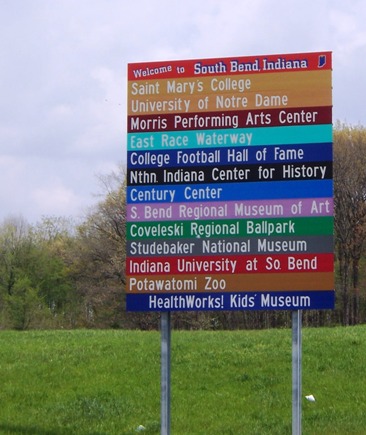 Welcome to South Bend, Indiana
Saint Mary's College
University of Notre Dame
Morris Performing Arts Center
East Race Waterway
College Football Hall of Fame
Nthn. Indiana Center for History
Century Center
S. Bend Regional Museum of Art
Coveleski Regional Ballpark
Studebaker National Museum
Indiana University at So. Bend
Potawatomi Zoo
HealthWorks! Kids' Museum